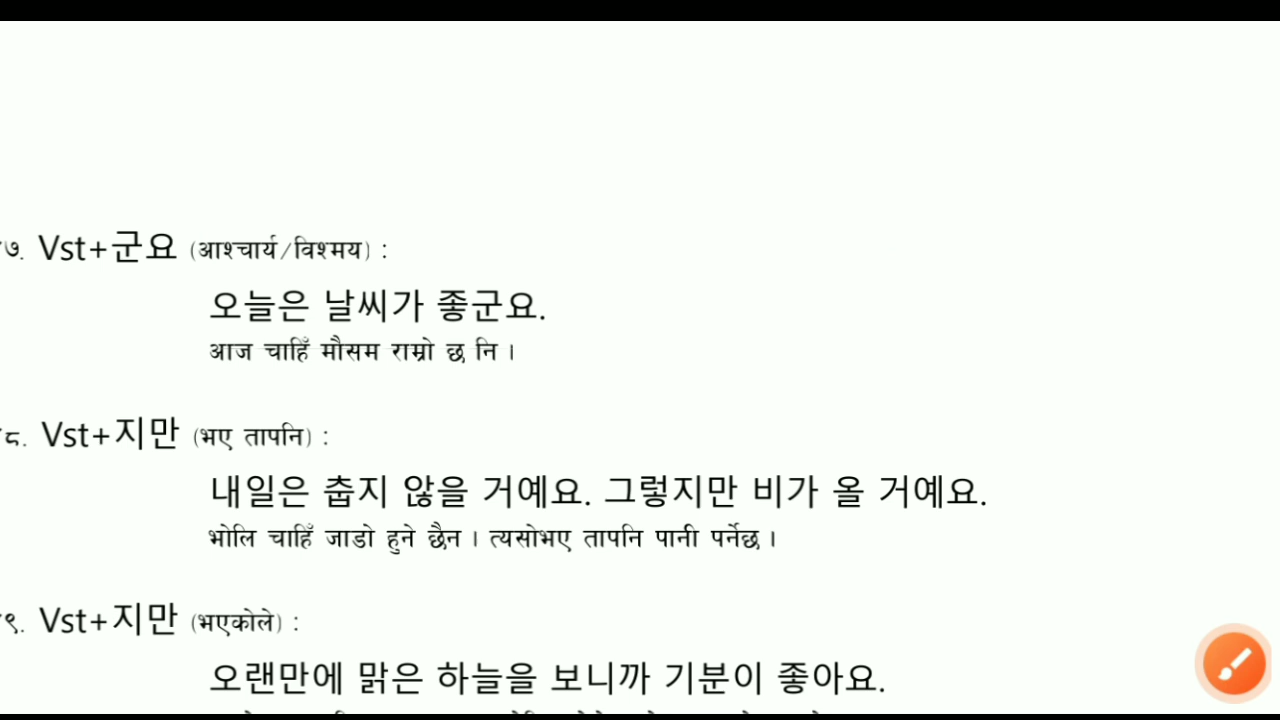 ७. Vst+군요 (आश्चार्य/विश्मय) :
오늘은 날씨가 좋군요.
आज चाहिँ मौसम राम्रो छ नि ।
८. Vst+지만 (भए तापनि) :
내일은 춥지 않을 거예요. 그렇지만 비가 올 거예요.
भोलि चाहिँ जाडो हुने छैन । त्यसोभए तापनि पानी पर्नेछ ।
९. Vst+지만 (भएकोले) :
오랜만에 맑은 하늘을 보니까 기분이 좋아요.